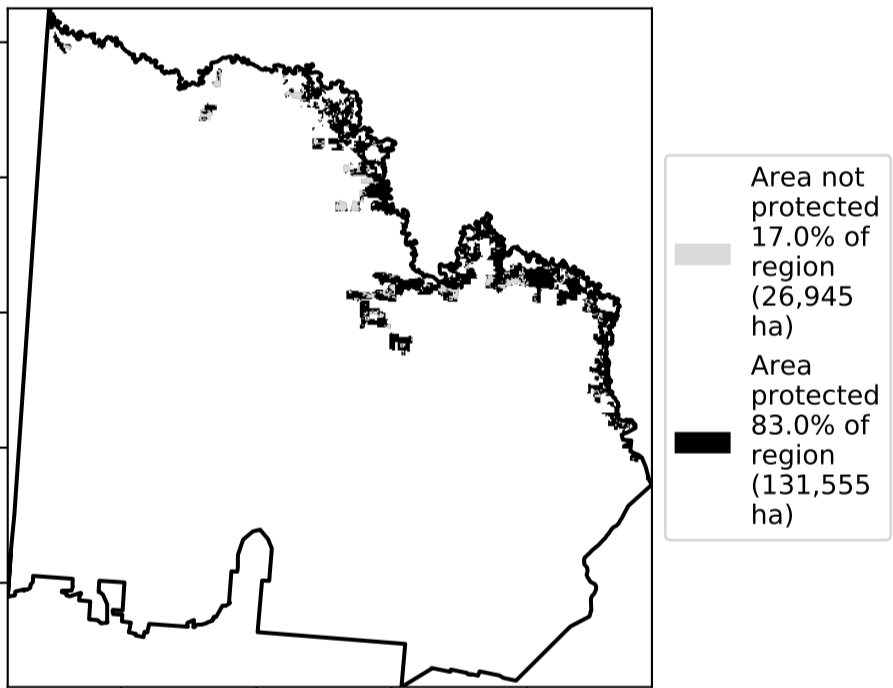 Area not
protected
17.0% of
region
(26,945
ha)
Area
protected
83.0% of
region
(131,555
ha)